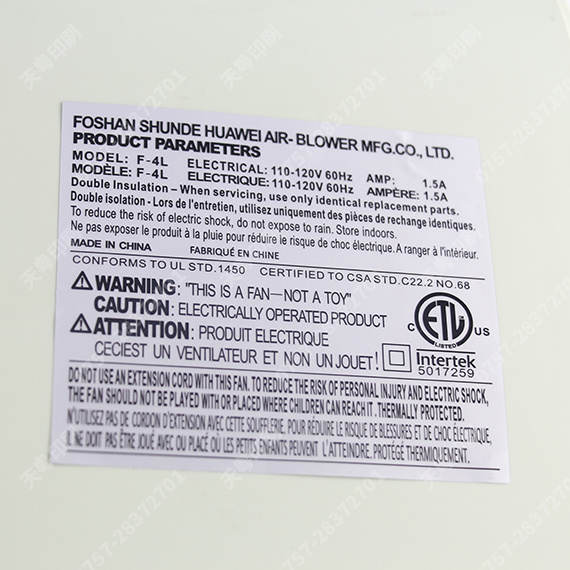 FOSHAN SHUNDE HUAWEI AIR- BLOWER MFG.CO., LTD.
PRODUCT PARAMETERS
MODEL: F-4L ELECTRICAL: 110-120V 60Hz AMP: 1.5A
MODÈLE: F-4L ELECTRIQUE: 110-120V 60Hz AMPÈRE: 1.5A
Double Insulation – When servicing, use only identical replacement parts.
Double isolation - Lors de l'entretien, utilisez uniquement des pièces de rechange identiques.
To reduce the risk of electric shock, do not expose to rain. Store indoors.
Ne pas exposer le produit à la pluie pour réduire le risque de choc électrique. A ranger à l'intérieur.
MADE IN CHINA FABRIQUÉ EN CHINE
CONFORMS TO UL STD.1450 CERTIFIED TO CSA STD.C22.2 NO.68
WARNING: "THIS IS A FAN—NOT A TOY"
CAUTION: ELECTRICALLY OPERATED PRODUCT
ATTENTION: PRODUIT ELECTRIQUE
CECIEST UN VENTILATEUR ET NON UN JOUET!
C ETL US
LISTED
Intertek
5017259
DO NOT USE AN EXTENSION CORD WITH THIS FAN. TO REDUCE THE RISK OF PERSONAL INJURY AND ELECTRIC SHOCK,
THE FAN SHOULD NOT BE PLAYED WITH OR PLACED WHERE CHILDREN CAN REACH IT. THERMALLY PROTECTED.
N'UTILISEZ PAS DE CORDON D'EXTENSION AVEC CETTE SOUFFLERIE. POUR RÉDUIRE LE RISQUE DE BLESSURES ET DE CHOC ÉLECTRIQUE,
IL NE DOIT PAS ÊTRE JOUÉ AVEC OU PLACÉ OÙ LES PETITS ENFANTS PEUVENT L'ATTEINDRE. PROTÉGÉ THERMIQUEMENT.
天粤印刷
757-28372701